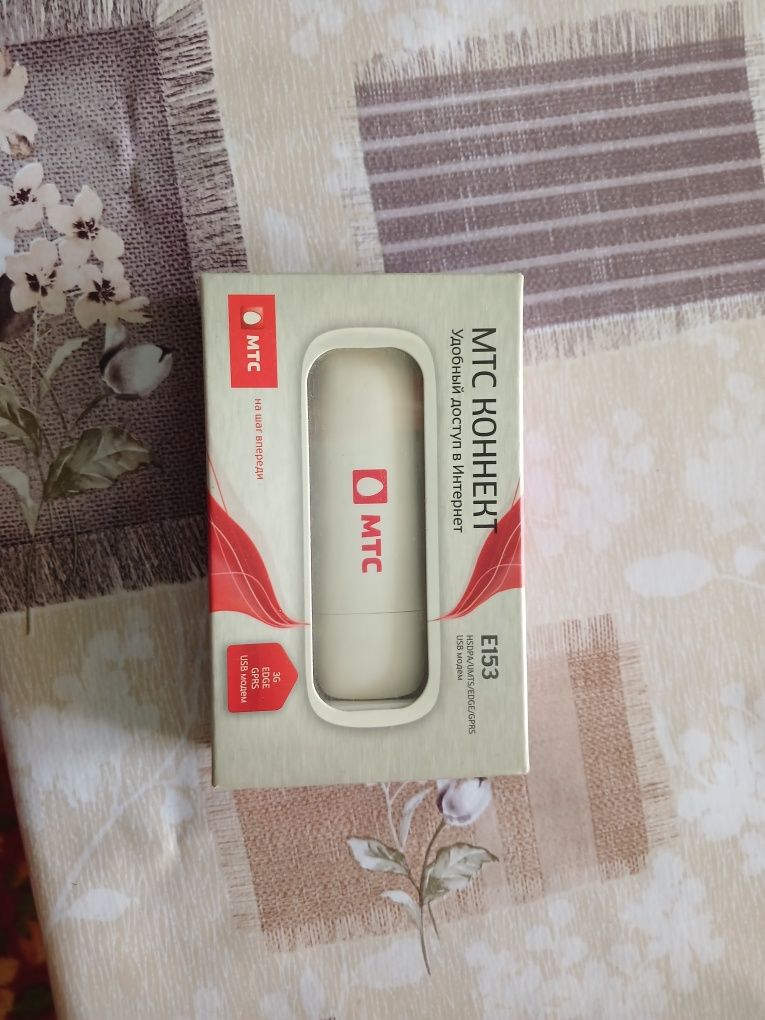 МТС КОННЕКТ
Удобный доступ в Интернет
E153
HSDPA/UMTS/EDGE/GPRS
USB модем
МТС
МТС
на шаг впереди
3G
EDGE
GPRS
USB модем